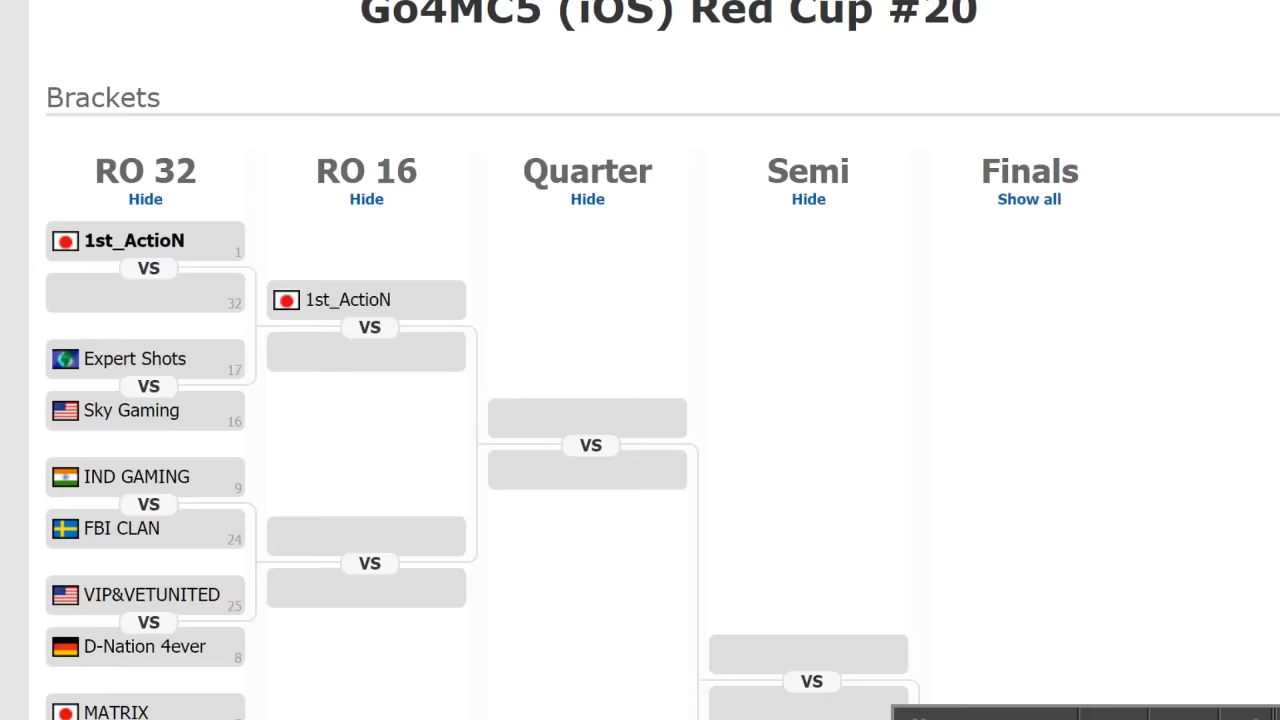 Go4MC5 (iOS) Red Cup #20
Brackets
RO 32
Hide
RO 16
Hide
Quarter
Hide
Semi
Hide
Finals
Show all
1st_ActioN
1
VS
32
1st_ActioN
VS
Expert Shots
17
VS
Sky Gaming
16
VS
IND GAMING
9
VS
FBI CLAN
24
VS
VIP&VETUNITED
25
VS
D-Nation 4ever
8
VS
MATRIX